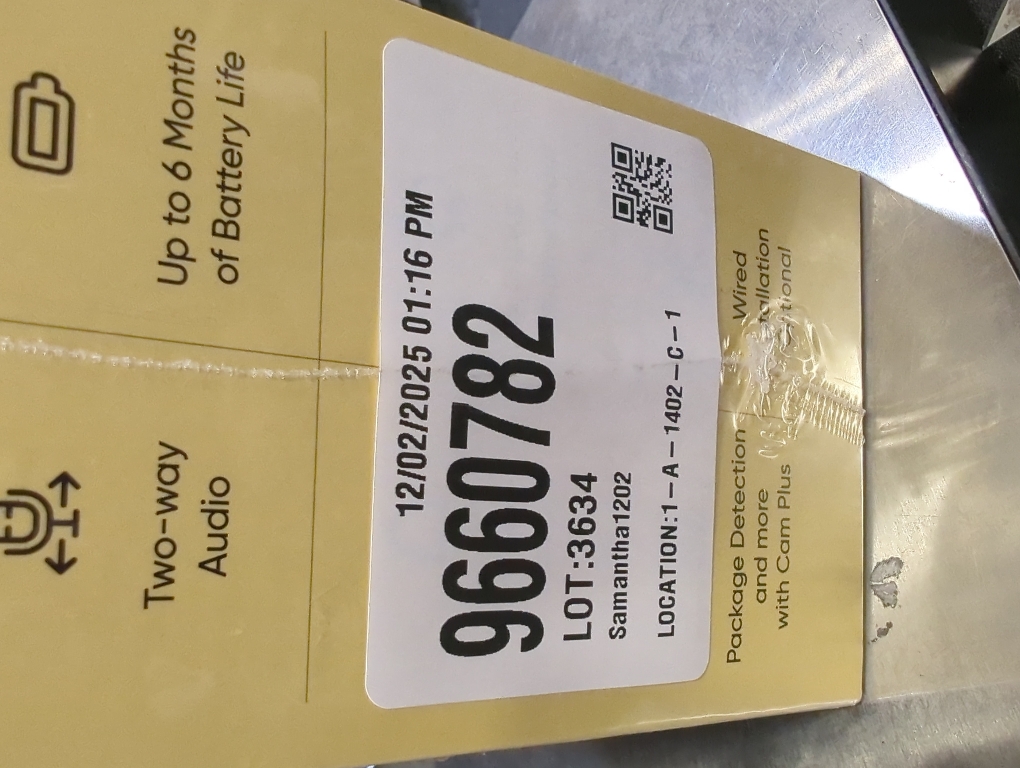 Two-way
Audio
Up to 6 Months
of Battery Life
12/02/2025 01:16 PM
9660782
LOT:3634
Samantha1202
LOCATION:1-A-1402-C-1
Package Detection
and more
with Cam Plus
Wired